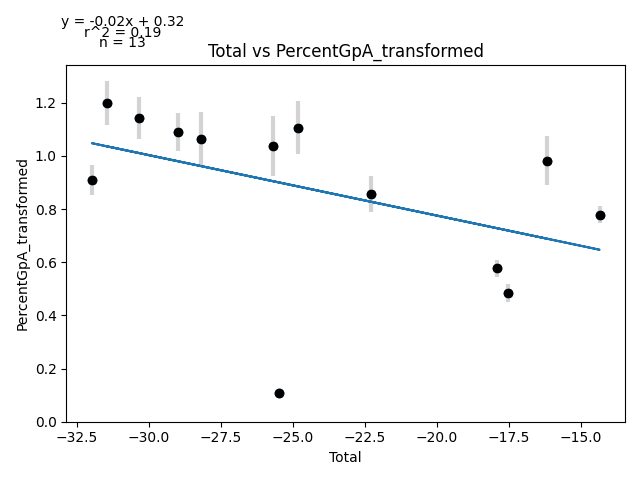 y = -0.02x + 0.32
r^2 = 0.19
n = 13
Total vs PercentGpA_transformed
PercentGpA_transformed
1.2
1.0
0.8
0.6
0.4
0.2
0.0
−32.5 −30.0 −27.5 −25.0 −22.5 −20.0 −17.5 −15.0
Total